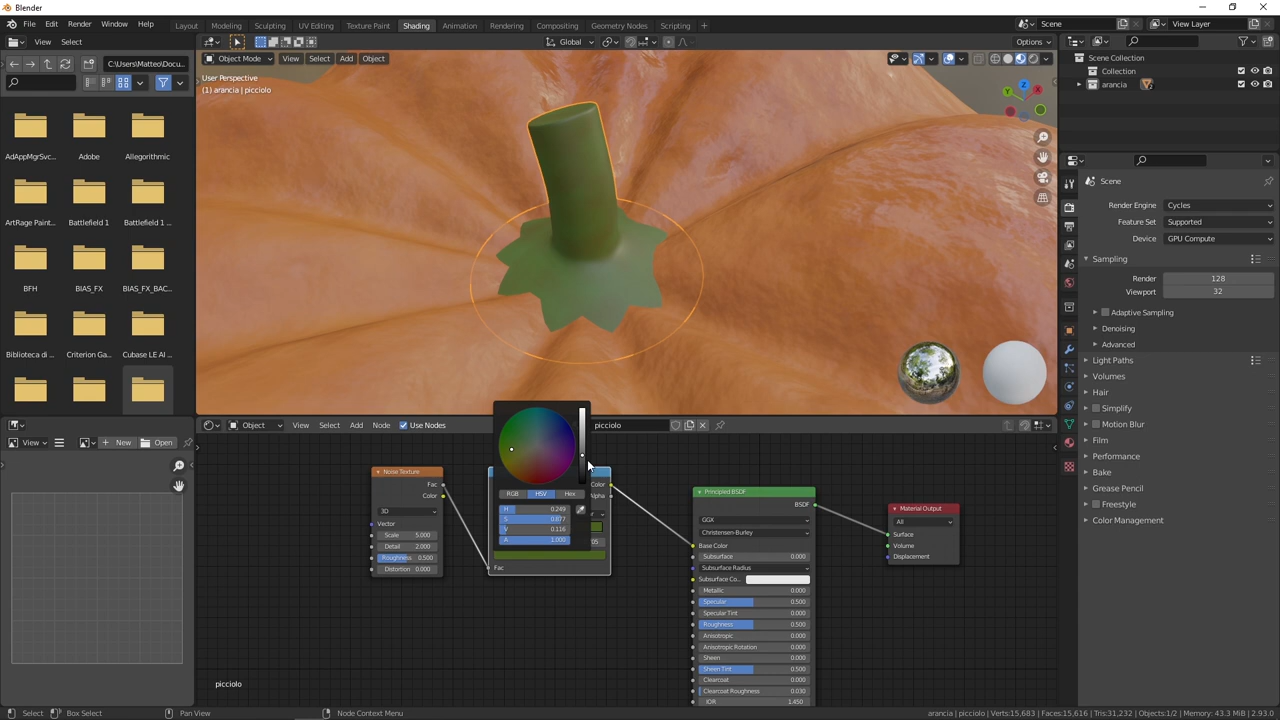 Blender
File Edit Render Window Help Layout Modeling Sculpting UV Editing Texture Paint Shading Animation Rendering Compositing Geometry Nodes Scripting + Scene View Layer
View Select Global Options
C:\Users\Matteo\Docu... Object Mode View Select Add Object
User Perspective
(1) arancia | picciolo
Scene Collection
Collection
arancia
AdAppMgrSvc... Adobe Allegorithmic
ArtRage Paint... Battlefield 1 Battlefield 1 ...
BFH BIAS_FX BIAS_FX_BAC...
Biblioteca di ... Criterion Ga... Cubase LE AI ...
Scene
Render Engine Cycles
Feature Set Supported
Device GPU Compute
Sampling
Render 128
Viewport 32
Adaptive Sampling
Denoising
Advanced
Light Paths
Volumes
Hair
Simplify
Motion Blur
Film
Performance
Bake
Grease Pencil
Freestyle
Color Management
X
Y
Z
View New Open
Object View Select Add Node Use Nodes picciolo
Noise Texture
Fac
Color
3D
Vector
Scale 5.000
Detail 2.000
Roughness 0.500
Distortion 0.000
RGB HSV Hex
H 0.249
S 0.877
V 0.116
A 1.000
Color
Alpha
Fac
Principled BSDF
BSDF
GGX
Christensen-Burley
Base Color
Subsurface 0.000
Subsurface Radius
Subsurface Co...
Metallic 0.000
Specular 0.500
Specular Tint 0.000
Roughness 0.500
Anisotropic 0.000
Anisotropic Rotation 0.000
Sheen 0.000
Sheen Tint 0.500
Clearcoat 0.000
Clearcoat Roughness 0.030
IOR 1.450
Material Output
All
Surface
Volume
Displacement
picciolo
Select Box Select Pan View Node Context Menu arancia | picciolo | Verts:15,683 | Faces:15,616 | Tris:31,232 | Objects:1/2 | Memory: 43.3 MiB | 2.93.0